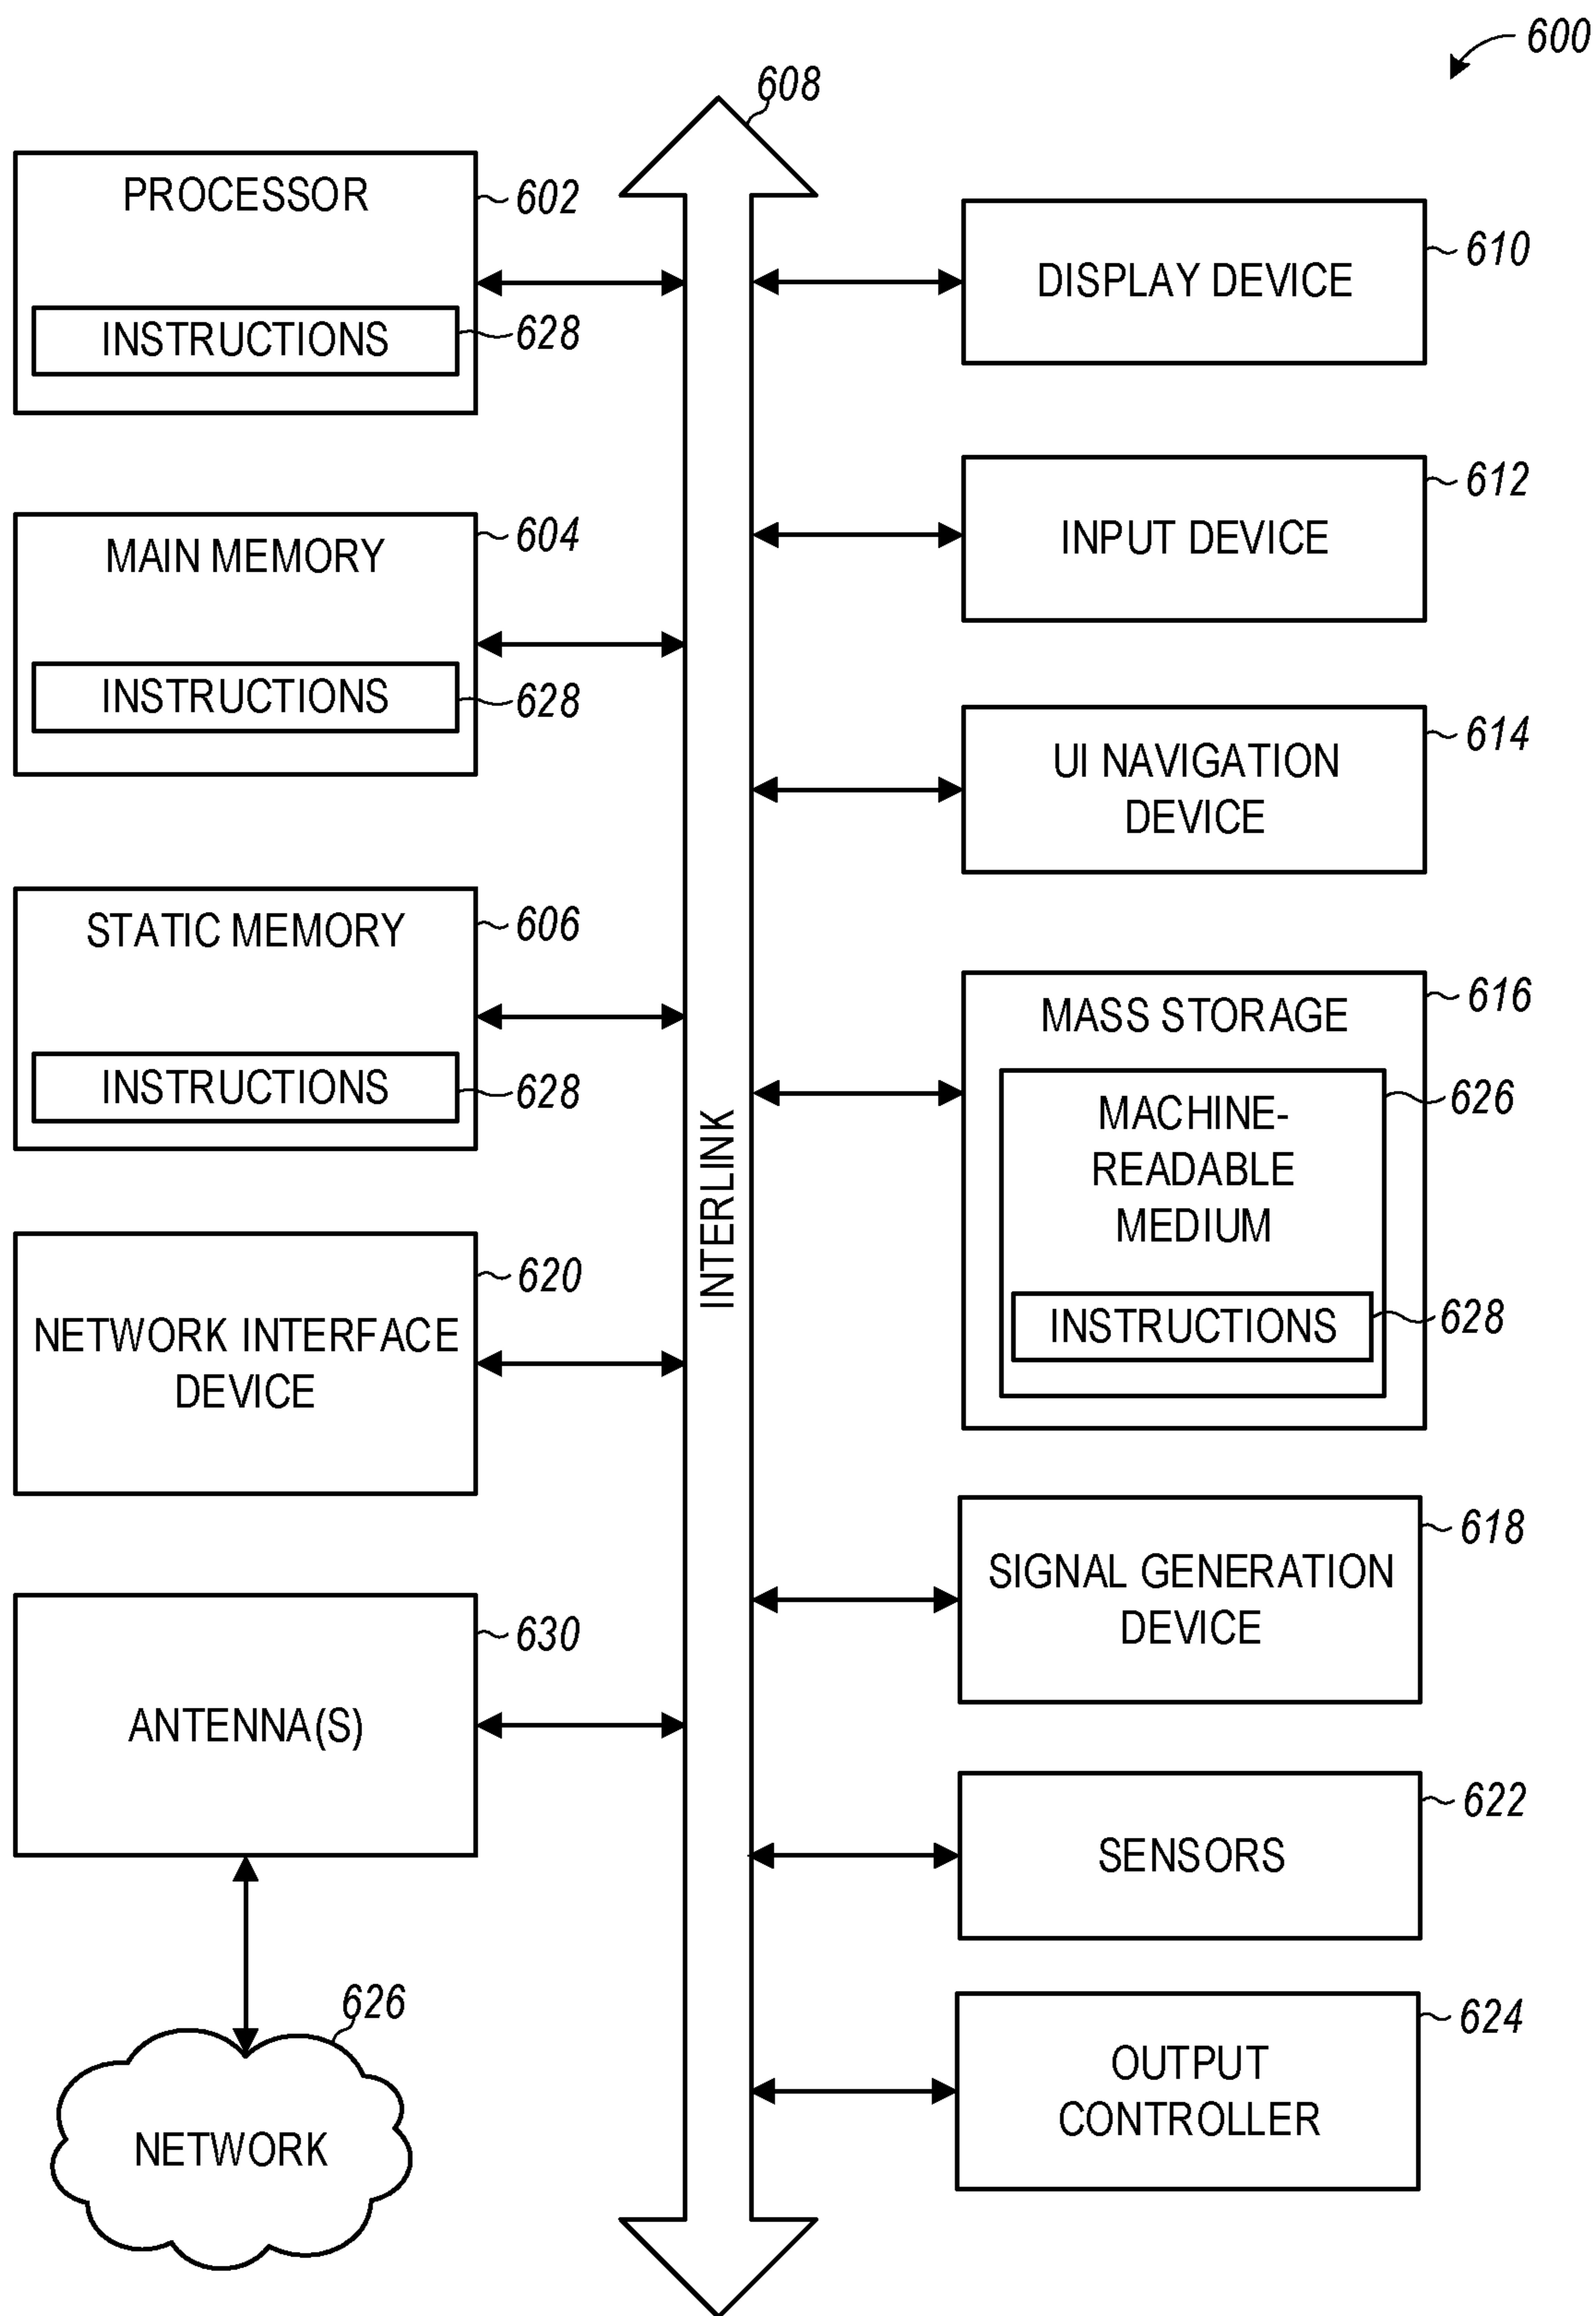 600
608
PROCESSOR
602
INSTRUCTIONS
628
MAIN MEMORY
604
INSTRUCTIONS
628
STATIC MEMORY
606
INSTRUCTIONS
628
NETWORK INTERFACE
DEVICE
620
ANTENNA(S)
630
NETWORK
626
INTERLINK
DISPLAY DEVICE
610
INPUT DEVICE
612
UI NAVIGATION
DEVICE
614
MASS STORAGE
616
MACHINE-
READABLE
MEDIUM
626
INSTRUCTIONS
628
SIGNAL GENERATION
DEVICE
618
SENSORS
622
OUTPUT
CONTROLLER
624